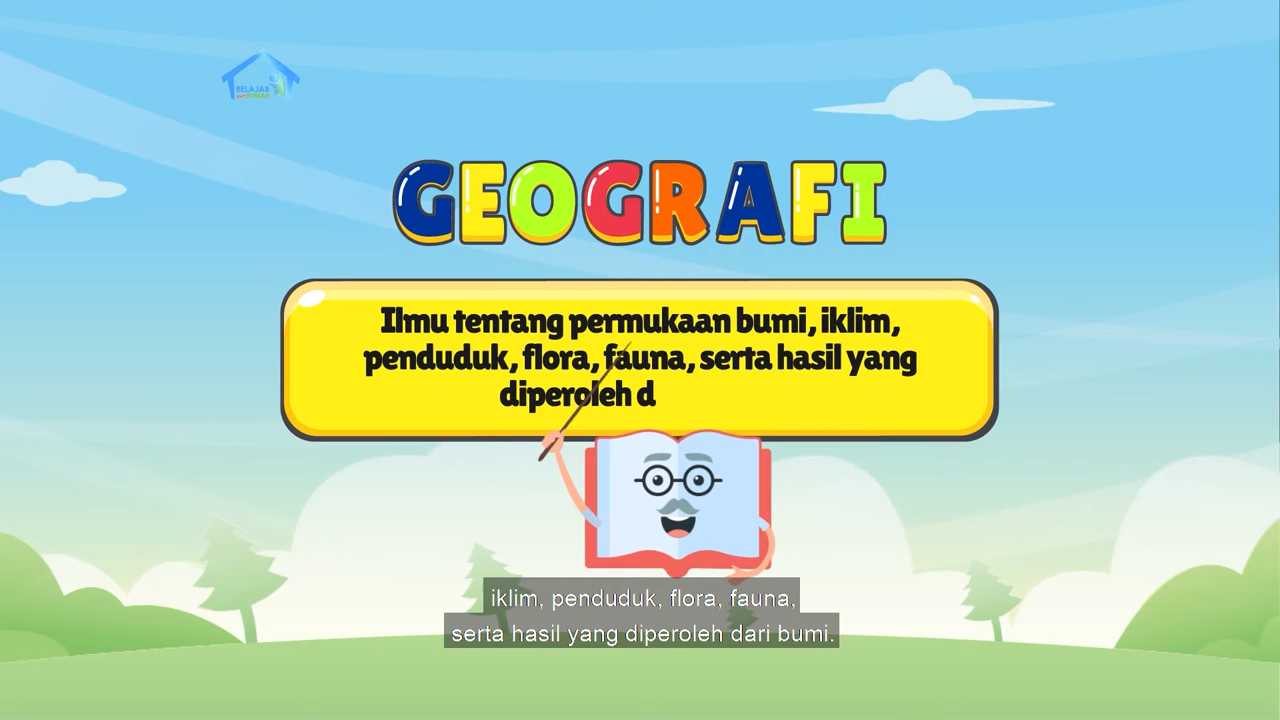 BELAJAR
GEOGRAFI
Ilmu tentang permukaan bumi, iklim,
penduduk, flora, fauna, serta hasil yang
diperoleh d
iklim, penduduk, flora, fauna,
serta hasil yang diperoleh dari bumi.